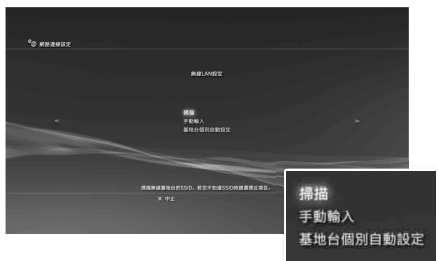 網路連線設定
無線LAN設定
掃描
手動輸入
基地台個別自動設定
掃描無線基地台的SSID。若您不知道SSID時請選擇此項目。
✕ 中止
掃描
手動輸入
基地台個別自動設定